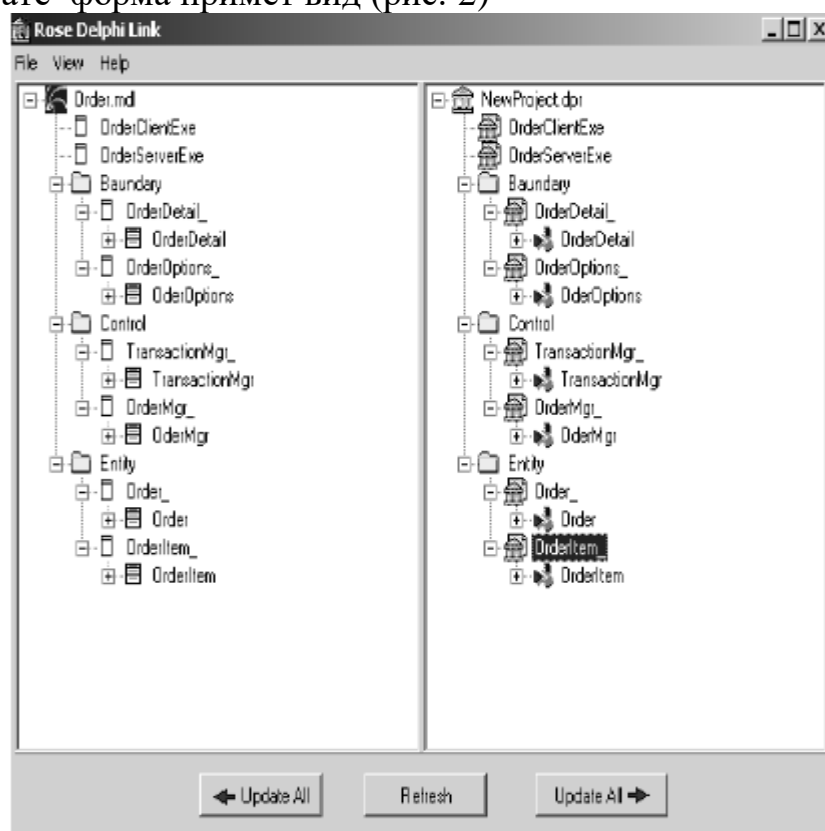 ате форма примет вид (рис. 2)
Rose Delphi Link
File View Help
Order.mdl
OrderClientExe
OrderServerExe
Baundary
OrderDetail_
OrderDetail
OrderOptions_
OderOptions
Control
TransactionMgr_
TransactionMgr
OrderMgr_
OderMgr
Entity
Order_
Order
OrderItem_
OrderItem
NewProject.dpr
OrderClientExe
OrderServerExe
Baundary
OrderDetail_
OrderDetail
OrderOptions_
OderOptions
Control
TransactionMgr_
TransactionMgr
OrderMgr_
OderMgr
Entity
Order_
Order
OrderItem_
OrderItem
Update All Refresh Update All